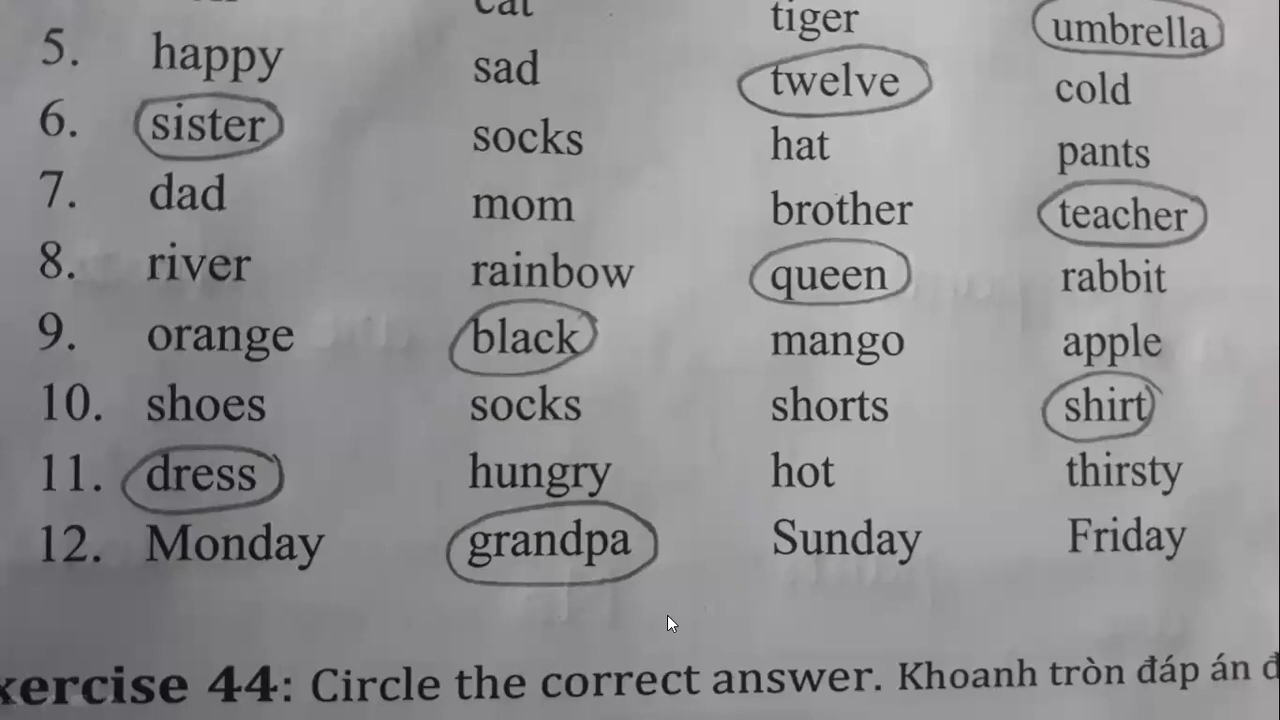 cat tiger umbrella
5. happy sad twelve cold
6. sister socks hat pants
7. dad mom brother teacher
8. river rainbow queen rabbit
9. orange black mango apple
10. shoes socks shorts shirt
11. dress hungry hot thirsty
12. Monday grandpa Sunday Friday
xercise 44: Circle the correct answer. Khoanh tròn đáp án đ